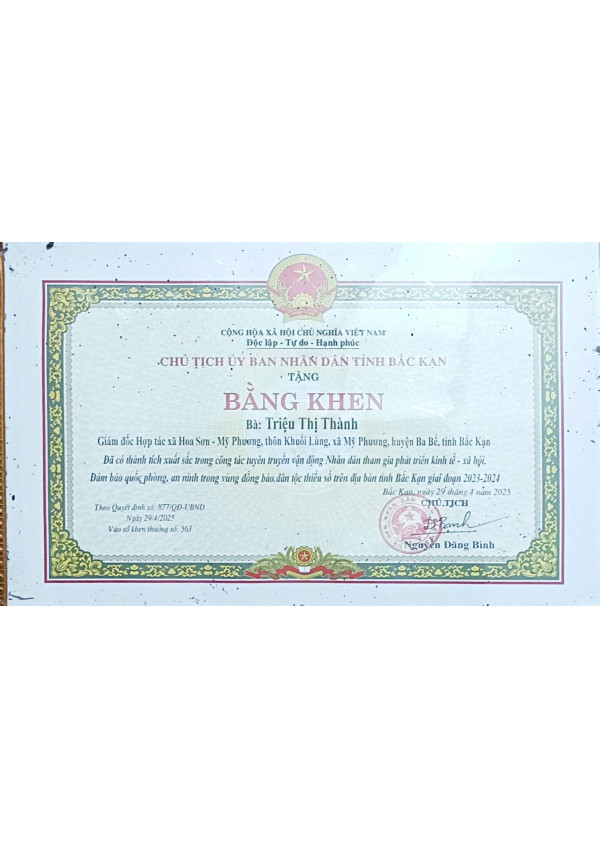 CỘNG HÒA XÃ HỘI CHỦ NGHĨA VIỆT NAM
Độc lập - Tự do - Hạnh phúc
CHỦ TỊCH ỦY BAN NHÂN DÂN TỈNH BẮC KẠN
TẶNG
BẰNG KHEN
Bà: Triệu Thị Thành
Giám đốc Hợp tác xã Hoa Sơn - Mỹ Phương, thôn Khuổi Lùng, xã Mỹ Phương, huyện Ba Bể, tỉnh Bắc Kạn
Đã có thành tích xuất sắc trong công tác tuyên truyền vận động Nhân dân tham gia phát triển kinh tế - xã hội,
Đảm bảo quốc phòng, an ninh trong vùng đồng bào dân tộc thiểu số trên địa bàn tỉnh Bắc Kạn giai đoạn 2023-2024
Bắc Kạn, ngày 29 tháng 4 năm 2025
Theo Quyết định số: 877/QĐ-UBND
Ngày 29/4/2025
Vào sổ khen thưởng số: 563
CHỦ TỊCH
Nguyễn Đăng Bình